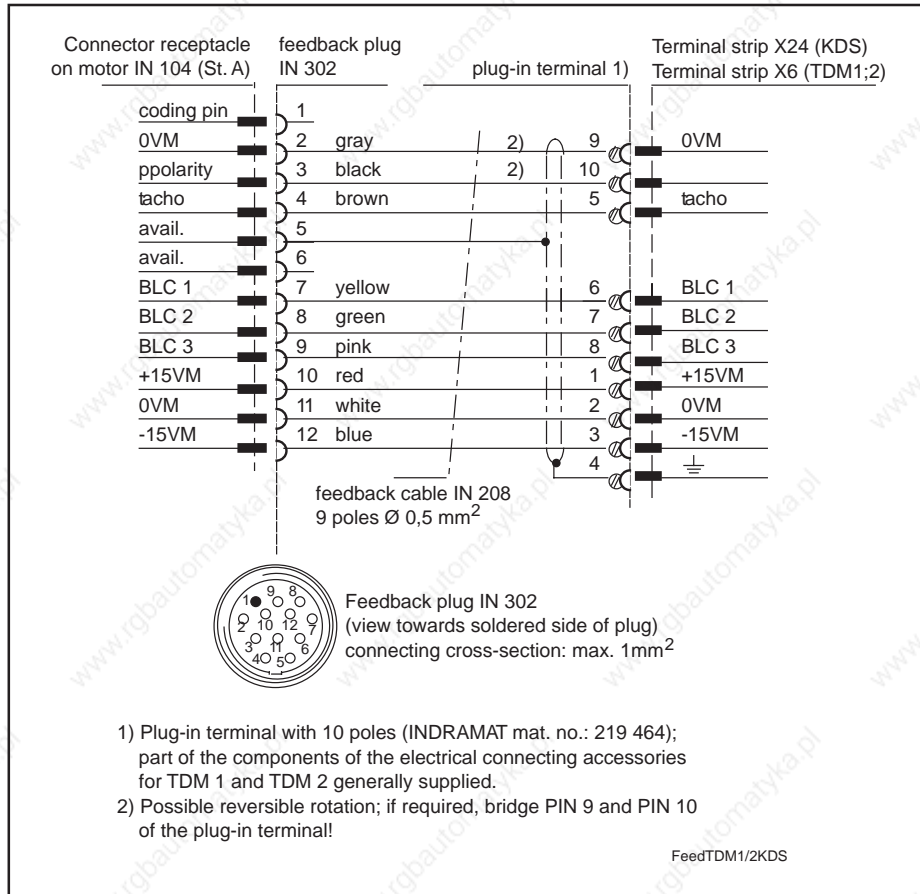 Connector receptacle on motor IN 104 (St. A)
feedback plug IN 302
plug-in terminal 1)
Terminal strip X24 (KDS)
Terminal strip X6 (TDM1;2)
coding pin 1
0VM 2 gray 2) 9 0VM
ppolarity 3 black 2) 10
tacho 4 brown 5 tacho
avail. 5
avail. 6
BLC 1 7 yellow 6 BLC 1
BLC 2 8 green 7 BLC 2
BLC 3 9 pink 8 BLC 3
+15VM 10 red 1 +15VM
0VM 11 white 2 0VM
-15VM 12 blue 3 -15VM
4
feedback cable IN 208
9 poles Ø 0,5 mm2
1 9 8
2 10 12 7
3 11 6
4 5
Feedback plug IN 302
(view towards soldered side of plug)
connecting cross-section: max. 1mm2
1) Plug-in terminal with 10 poles (INDRAMAT mat. no.: 219 464);
part of the components of the electrical connecting accessories
for TDM 1 and TDM 2 generally supplied.
2) Possible reversible rotation; if required, bridge PIN 9 and PIN 10
of the plug-in terminal!
FeedTDM1/2KDS
www.rgbautomatyka.pl